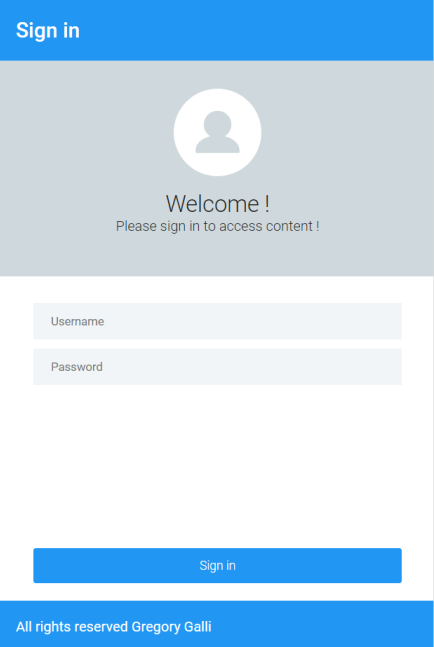 Sign in
Welcome !
Please sign in to access content !
Username
Password
Sign in
All rights reserved Gregory Galli